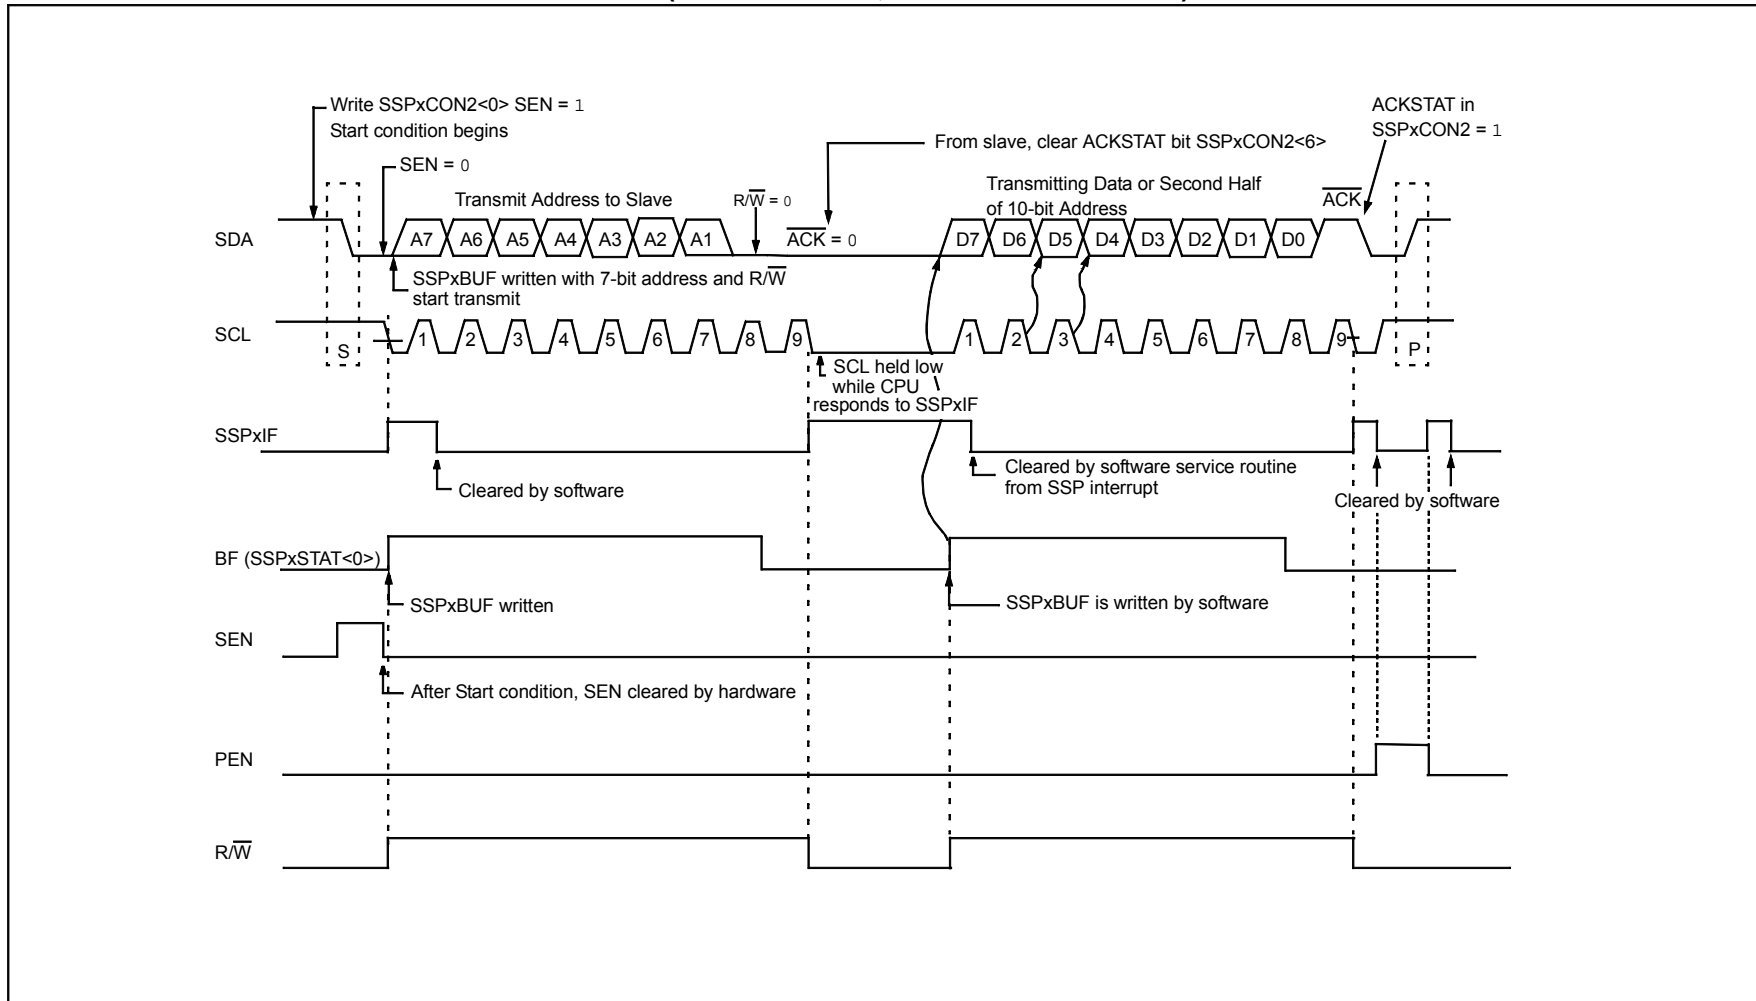 Write SSPxCON2<0> SEN = 1
Start condition begins
SEN = 0
Transmit Address to Slave
R/W̅ = 0
From slave, clear ACKSTAT bit SSPxCON2<6>
Transmitting Data or Second Half
of 10-bit Address
ACKSTAT in
SSPxCON2 = 1
A̅C̅K̅
SDA
A7 A6 A5 A4 A3 A2 A1
A̅C̅K̅ = 0
D7 D6 D5 D4 D3 D2 D1 D0
SSPxBUF written with 7-bit address and R/W̅
start transmit
SCL
S
1 2 3 4 5 6 7 8 9
1 2 3 4 5 6 7 8 9
P
SCL held low
while CPU
responds to SSPxIF
SSPxIF
Cleared by software
Cleared by software service routine
from SSP interrupt
Cleared by software
BF (SSPxSTAT<0>)
SSPxBUF written
SSPxBUF is written by software
SEN
After Start condition, SEN cleared by hardware
PEN
R/W̅